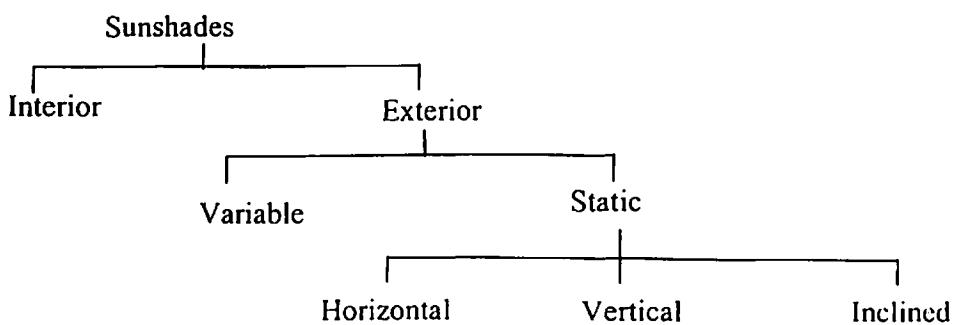 Sunshades
Interior Exterior
Variable Static
Horizontal Vertical Inclined